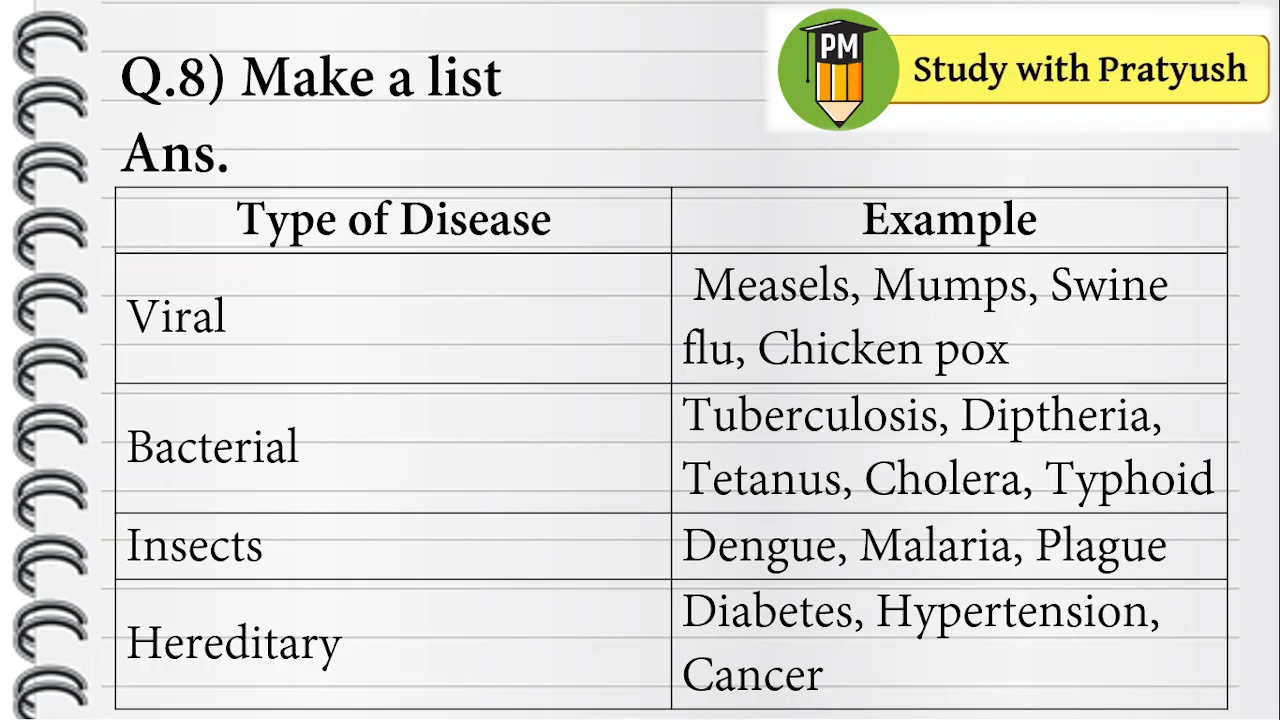 PM
Study with Pratyush
Q.8) Make a list
Ans.
Type of Disease
Example
Viral
Measels, Mumps, Swine
flu, Chicken pox
Bacterial
Tuberculosis, Diptheria,
Tetanus, Cholera, Typhoid
Insects
Dengue, Malaria, Plague
Hereditary
Diabetes, Hypertension,
Cancer